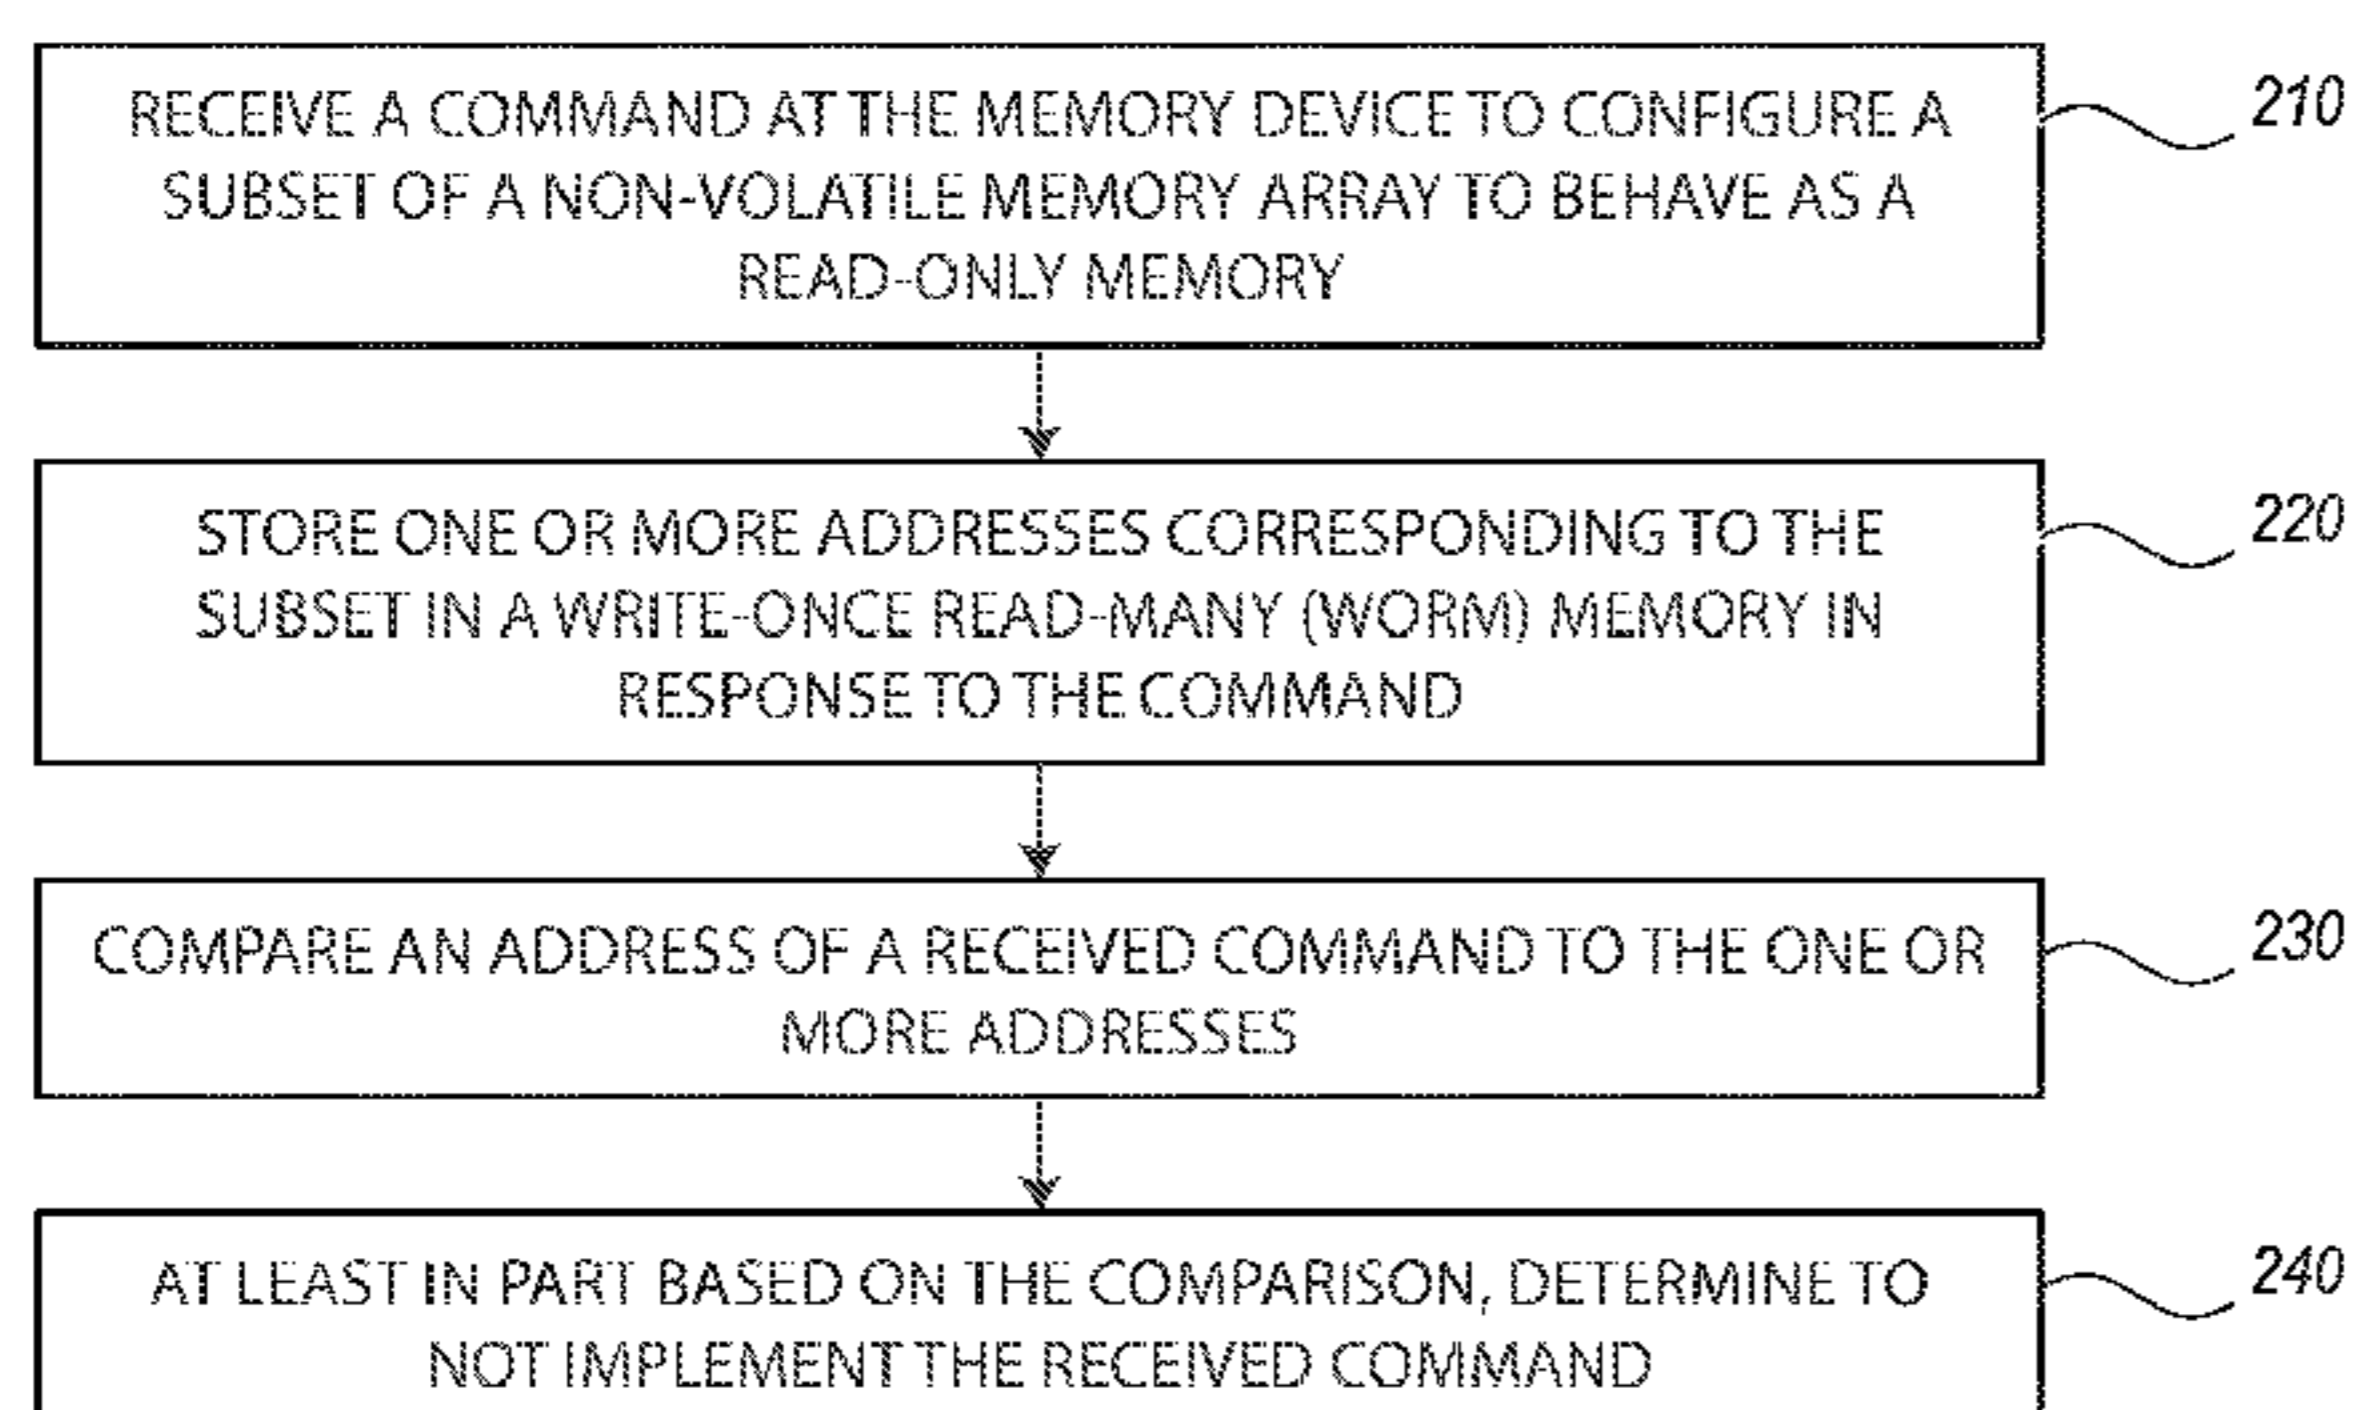 RECEIVE A COMMAND AT THE MEMORY DEVICE TO CONFIGURE A
SUBSET OF A NON-VOLATILE MEMORY ARRAY TO BEHAVE AS A
READ-ONLY MEMORY
210
STORE ONE OR MORE ADDRESSES CORRESPONDING TO THE
SUBSET IN A WRITE-ONCE READ-MANY (WORM) MEMORY IN
RESPONSE TO THE COMMAND
220
COMPARE AN ADDRESS OF A RECEIVED COMMAND TO THE ONE OR
MORE ADDRESSES
230
AT LEAST IN PART BASED ON THE COMPARISON, DETERMINE TO
NOT IMPLEMENT THE RECEIVED COMMAND
240